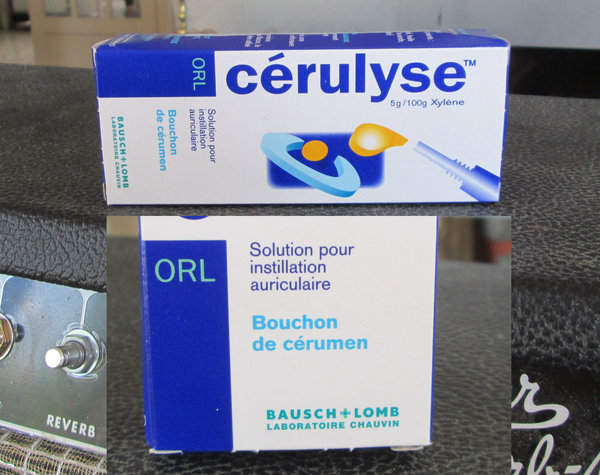 ORL
cérulyse™
5g/100g Xylène
Solution pour
instillation
auriculaire
Bouchon
de cérumen
BAUSCH + LOMB
LABORATOIRE CHAUVIN
ORL
Solution pour
instillation
auriculaire
Bouchon
de cérumen
BAUSCH + LOMB
LABORATOIRE CHAUVIN
REVERB